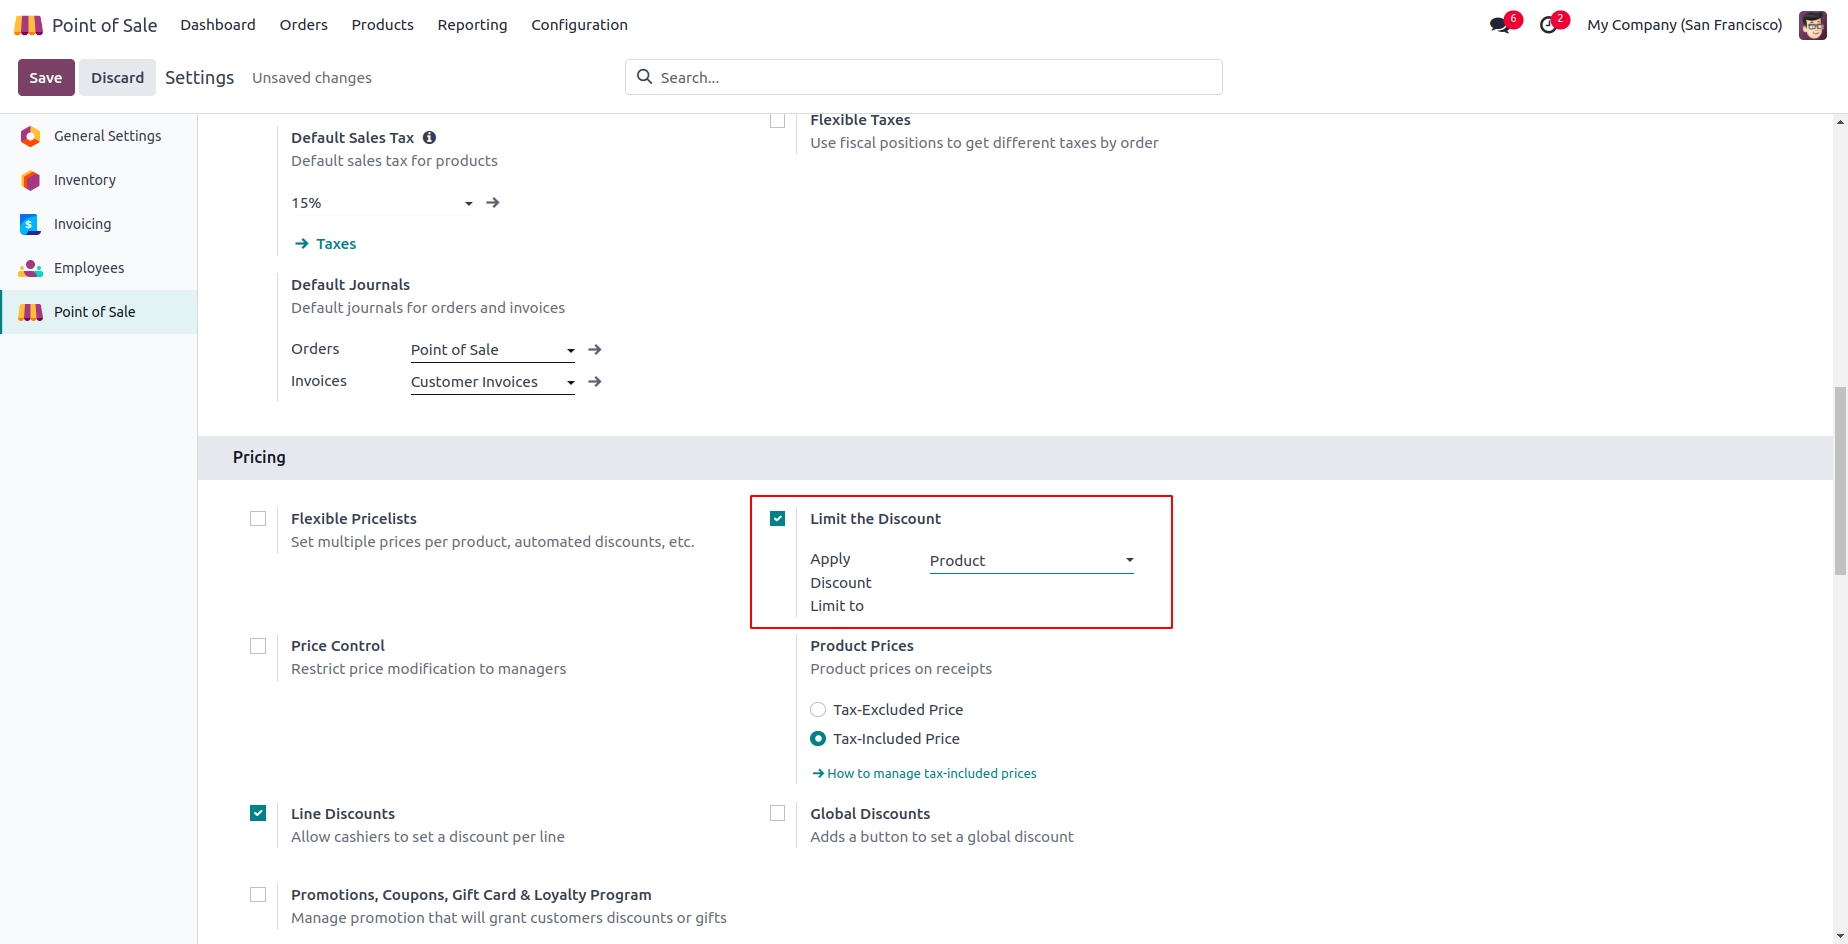 Point of Sale Dashboard Orders Products Reporting Configuration 6 2 My Company (San Francisco)
Save Discard Settings Unsaved changes Search...
General Settings
Inventory
Invoicing
Employees
Point of Sale
Default Sales Tax
Default sales tax for products
15%
Taxes
Flexible Taxes
Use fiscal positions to get different taxes by order
Default Journals
Default journals for orders and invoices
Orders Point of Sale
Invoices Customer Invoices
Pricing
Flexible Pricelists
Set multiple prices per product, automated discounts, etc.
Limit the Discount
Apply Product
Discount
Limit to
Price Control
Restrict price modification to managers
Product Prices
Product prices on receipts
Tax-Excluded Price
Tax-Included Price
How to manage tax-included prices
Line Discounts
Allow cashiers to set a discount per line
Global Discounts
Adds a button to set a global discount
Promotions, Coupons, Gift Card & Loyalty Program
Manage promotion that will grant customers discounts or gifts